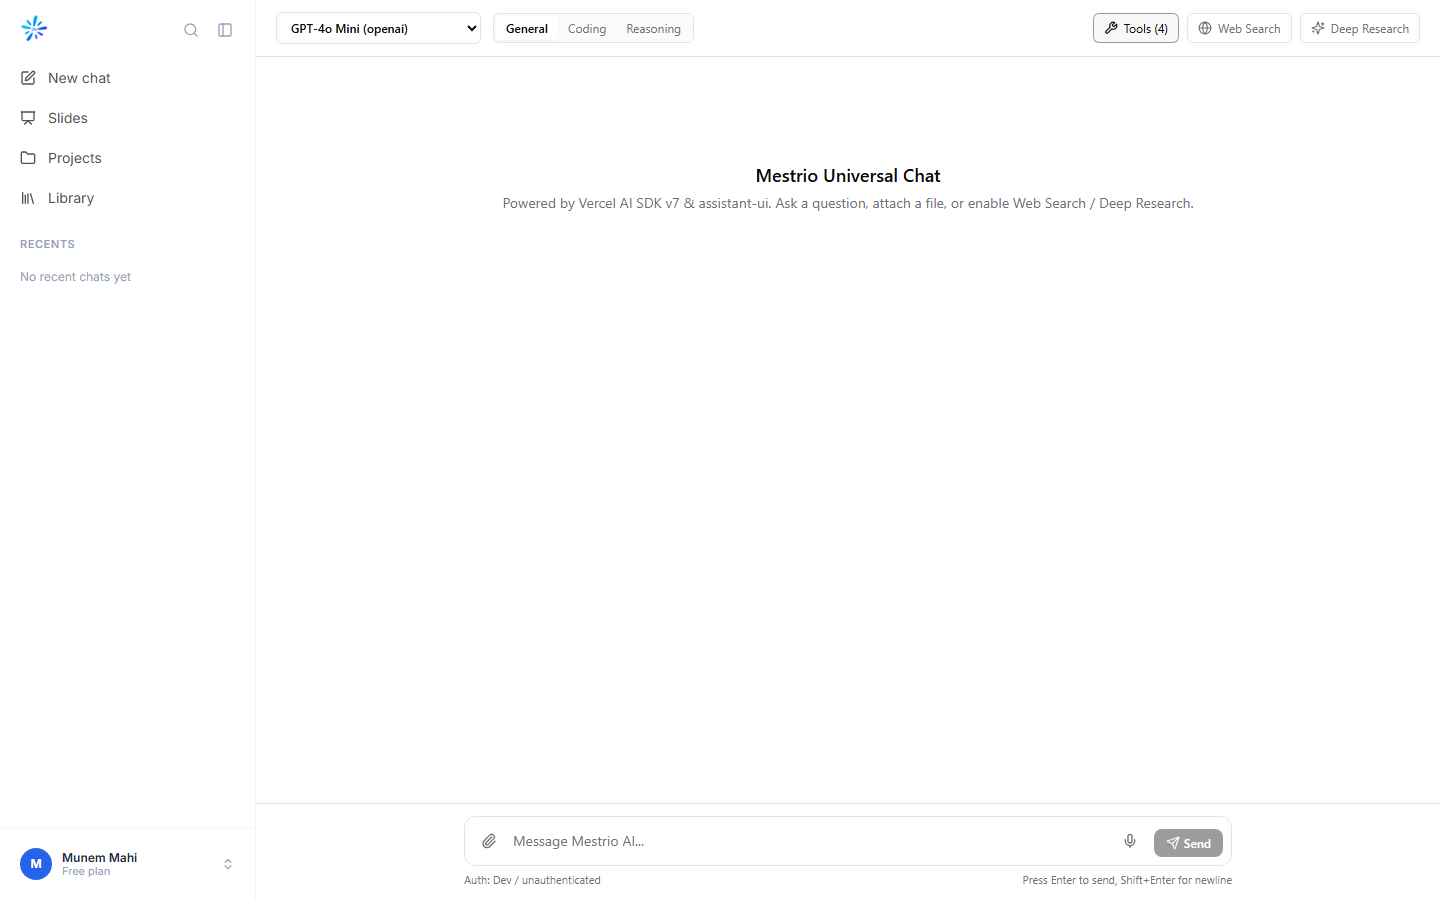 GPT-4o Mini (openai)
General
Coding
Reasoning
Tools (4)
Web Search
Deep Research
New chat
Slides
Projects
Library
RECENTS
No recent chats yet
Mestrio Universal Chat
Powered by Vercel AI SDK v7 & assistant-ui. Ask a question, attach a file, or enable Web Search / Deep Research.
Message Mestrio AI...
Send
Auth: Dev / unauthenticated
Press Enter to send, Shift+Enter for newline
M
Munem Mahi
Free plan